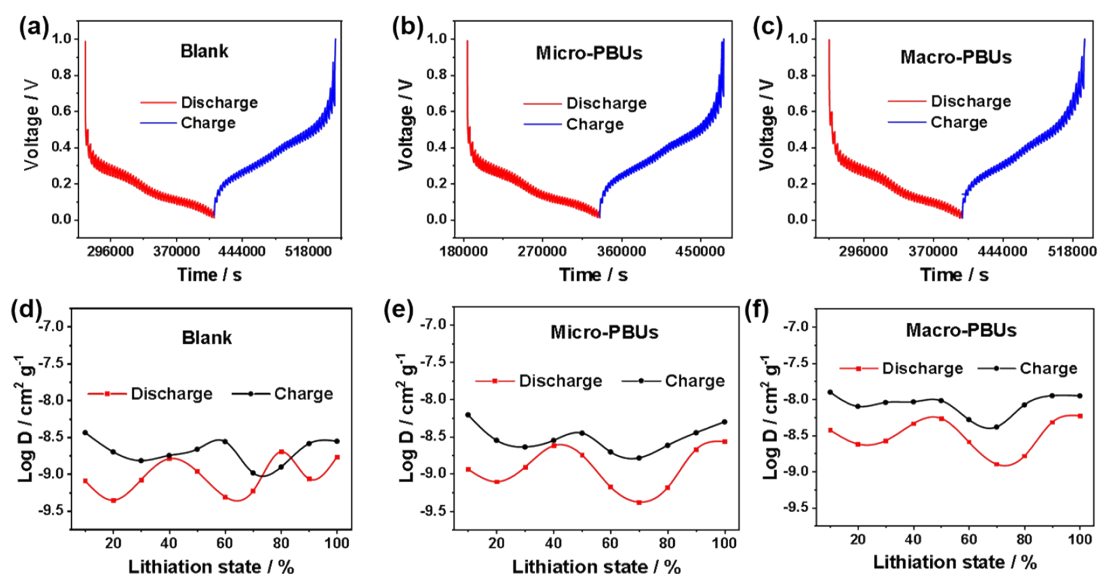 (a)
Blank
Discharge
Charge
Voltage / V
1.0
0.8
0.6
0.4
0.2
0.0
296000 370000 444000 518000
Time / s
(b)
Micro-PBUs
Discharge
Charge
Voltage / V
1.0
0.8
0.6
0.4
0.2
0.0
180000 270000 360000 450000
Time / s
(c)
Macro-PBUs
Discharge
Charge
Voltage / V
1.0
0.8
0.6
0.4
0.2
0.0
296000 370000 444000 518000
Time / s
(d)
Blank
Discharge Charge
Log D / cm² g⁻¹
-7.0
-7.5
-8.0
-8.5
-9.0
-9.5
20 40 60 80 100
Lithiation state / %
(e)
Micro-PBUs
Discharge Charge
Log D / cm² g⁻¹
-7.0
-7.5
-8.0
-8.5
-9.0
-9.5
20 40 60 80 100
Lithiation state / %
(f)
Macro-PBUs
Discharge Charge
Log D / cm² g⁻¹
-7.0
-7.5
-8.0
-8.5
-9.0
-9.5
20 40 60 80 100
Lithiation state / %